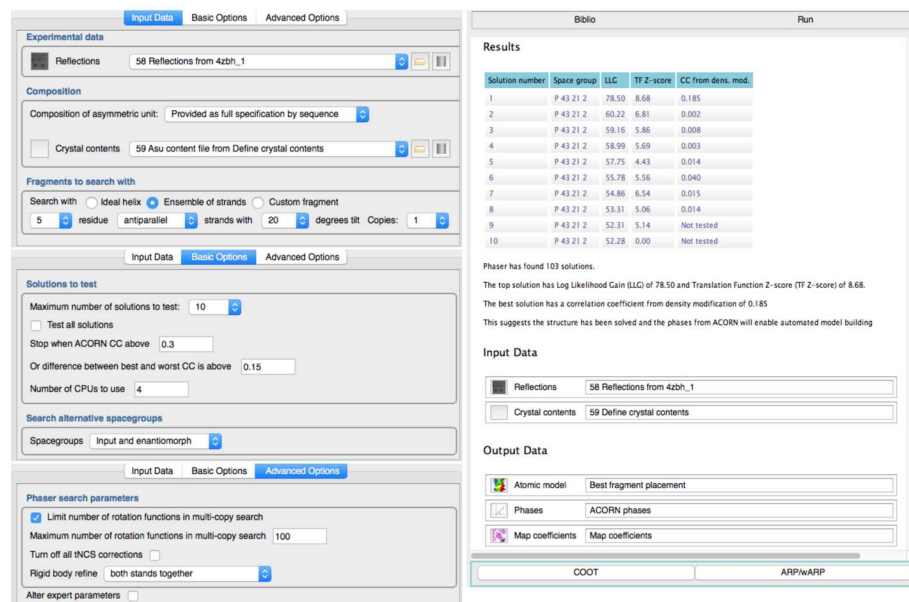 Input Data Basic Options Advanced Options
Experimental data
Reflections 58 Reflections from 4zbh_1
Composition
Composition of asymmetric unit: Provided as full specification by sequence
Crystal contents 59 Asu content file from Define crystal contents
Fragments to search with
Search with Ideal helix Ensemble of strands Custom fragment
5 residue antiparallel strands with 20 degrees tilt Copies: 1
Input Data Basic Options Advanced Options
Solutions to test
Maximum number of solutions to test: 10
Test all solutions
Stop when ACORN CC above 0.3
Or difference between best and worst CC is above 0.15
Number of CPUs to use 4
Search alternative spacegroups
Spacegroups Input and enantiomorph
Input Data Basic Options Advanced Options
Phaser search parameters
Limit number of rotation functions in multi-copy search
Maximum number of rotation functions in multi-copy search 100
Turn off all tNCS corrections
Rigid body refine both stands together
Alter expert parameters
Biblio Run
Results
Solution number Space group LLG TF Z-score CC from dens. mod.
1 P 43 21 2 78.50 8.68 0.185
2 P 43 21 2 60.22 6.81 0.002
3 P 43 21 2 59.16 5.86 0.008
4 P 43 21 2 58.99 5.69 0.003
5 P 43 21 2 57.75 4.43 0.014
6 P 43 21 2 55.78 5.56 0.040
7 P 43 21 2 54.86 6.54 0.015
8 P 43 21 2 53.31 5.06 0.014
9 P 43 21 2 52.31 5.14 Not tested
10 P 43 21 2 52.28 0.00 Not tested
Phaser has found 103 solutions.
The top solution has Log Likelihood Gain (LLG) of 78.50 and Translation Function Z-score (TF Z-score) of 8.68.
The best solution has a correlation coefficient from density modification of 0.185
This suggests the structure has been solved and the phases from ACORN will enable automated model building
Input Data
Reflections 58 Reflections from 4zbh_1
Crystal contents 59 Define crystal contents
Output Data
Atomic model Best fragment placement
Phases ACORN phases
Map coefficients Map coefficients
COOT ARP/wARP